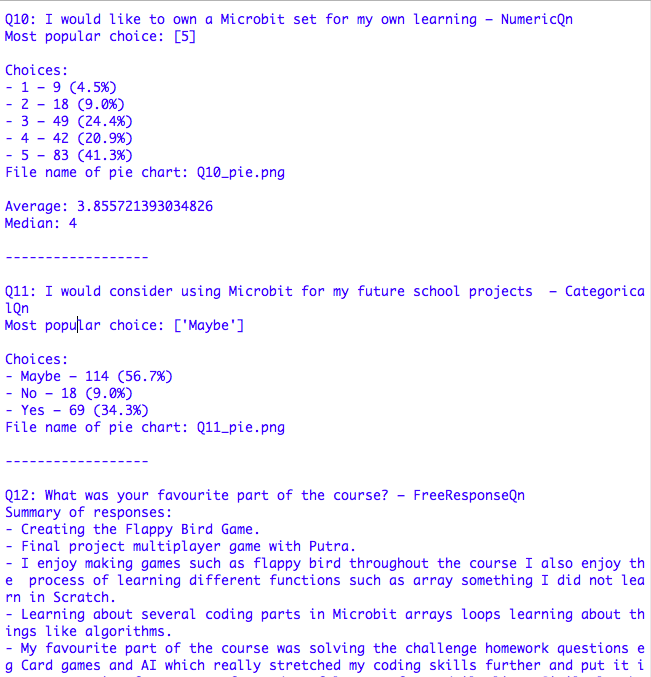 Q10: I would like to own a Microbit set for my own learning – NumericQn
Most popular choice: [5]
Choices:
- 1 – 9 (4.5%)
- 2 – 18 (9.0%)
- 3 – 49 (24.4%)
- 4 – 42 (20.9%)
- 5 – 83 (41.3%)
File name of pie chart: Q10_pie.png
Average: 3.855721393034826
Median: 4
------------------
Q11: I would consider using Microbit for my future school projects  – Categorica
lQn
Most popular choice: ['Maybe']
Choices:
- Maybe – 114 (56.7%)
- No – 18 (9.0%)
- Yes – 69 (34.3%)
File name of pie chart: Q11_pie.png
------------------
Q12: What was your favourite part of the course? – FreeResponseQn
Summary of responses:
- Creating the Flappy Bird Game.
- Final project multiplayer game with Putra.
- I enjoy making games such as flappy bird throughout the course I also enjoy th
e  process of learning different functions such as array something I did not lea
rn in Scratch.
- Learning about several coding parts in Microbit arrays loops learning about th
ings like algorithms.
- My favourite part of the course was solving the challenge homework questions e
g Card games and AI which really stretched my coding skills further and put it i